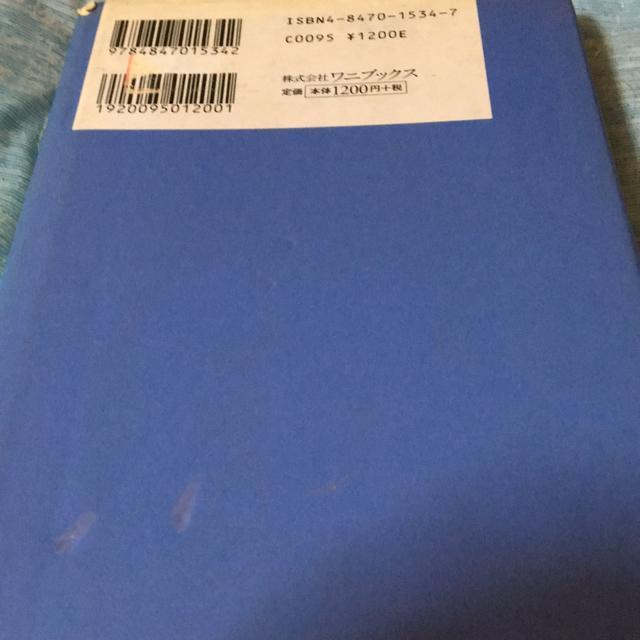 ISBN4-8470-1534-7
C0095 ¥1200E
9784847015342
株式会社 ワニブックス
定価 本体1200円+税
1920095012001